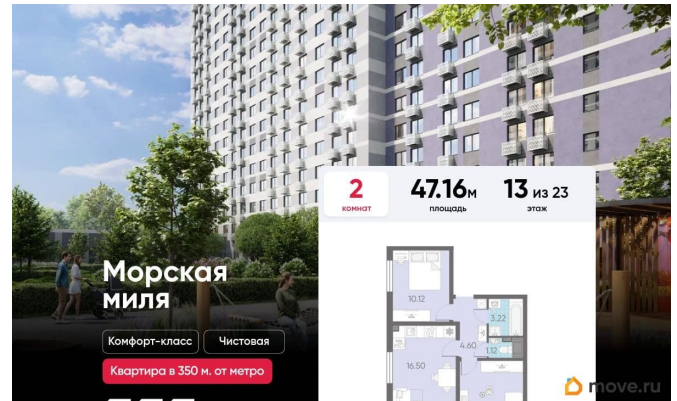 2
комнат
47.16м
площадь
13 из 23
этаж
Морская
миля
Комфорт-класс
Чистовая
Квартира в 350 м. от метро
10.12
3.22
4.60
1.12
16.50
move.ru